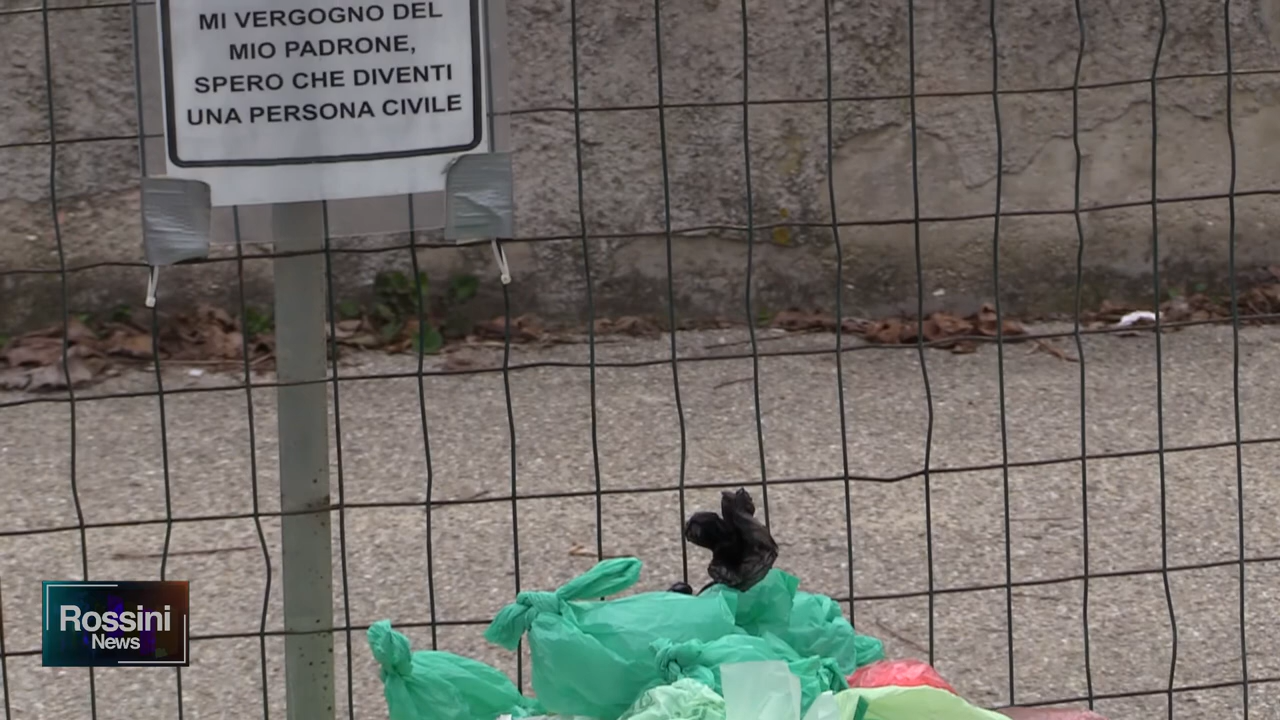 MI VERGOGNO DEL
MIO PADRONE,
SPERO CHE DIVENTI
UNA PERSONA CIVILE
Rossini
News